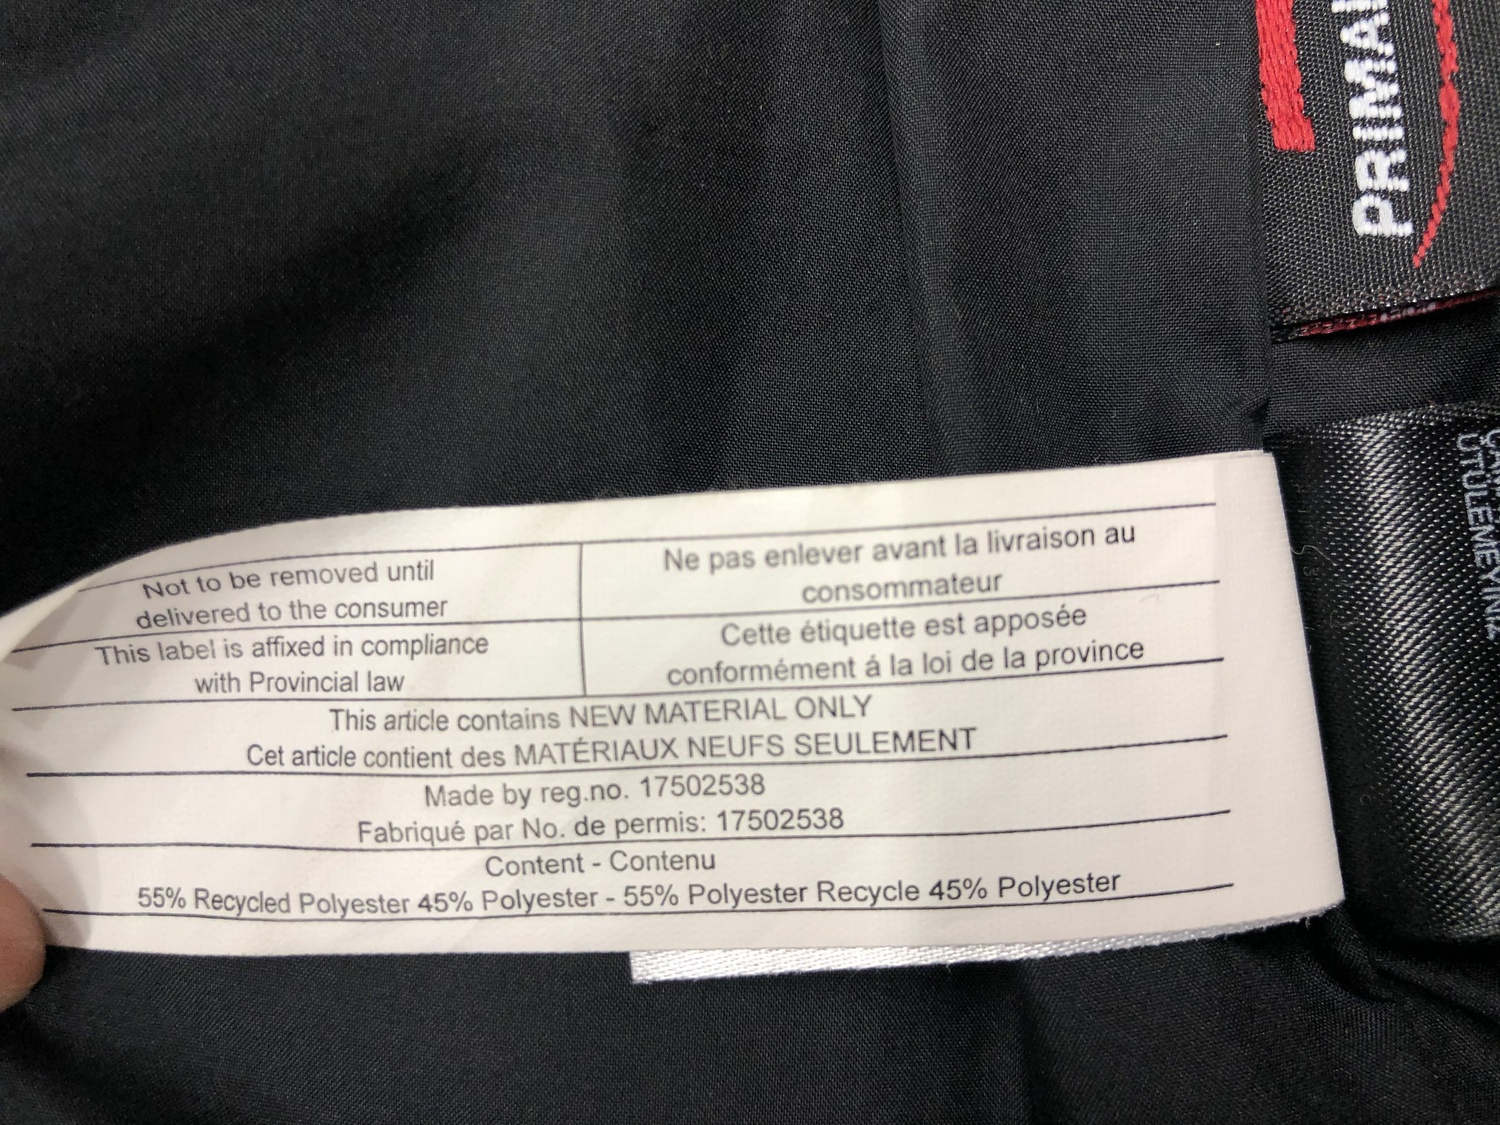 Not to be removed until
delivered to the consumer
Ne pas enlever avant la livraison au
consommateur
This label is affixed in compliance
with Provincial law
Cette étiquette est apposée
conformément á la loi de la province
This article contains NEW MATERIAL ONLY
Cet article contient des MATÉRIAUX NEUFS SEULEMENT
Made by reg.no. 17502538
Fabriqué par No. de permis: 17502538
Content - Contenu
55% Recycled Polyester 45% Polyester - 55% Polyester Recycle 45% Polyester